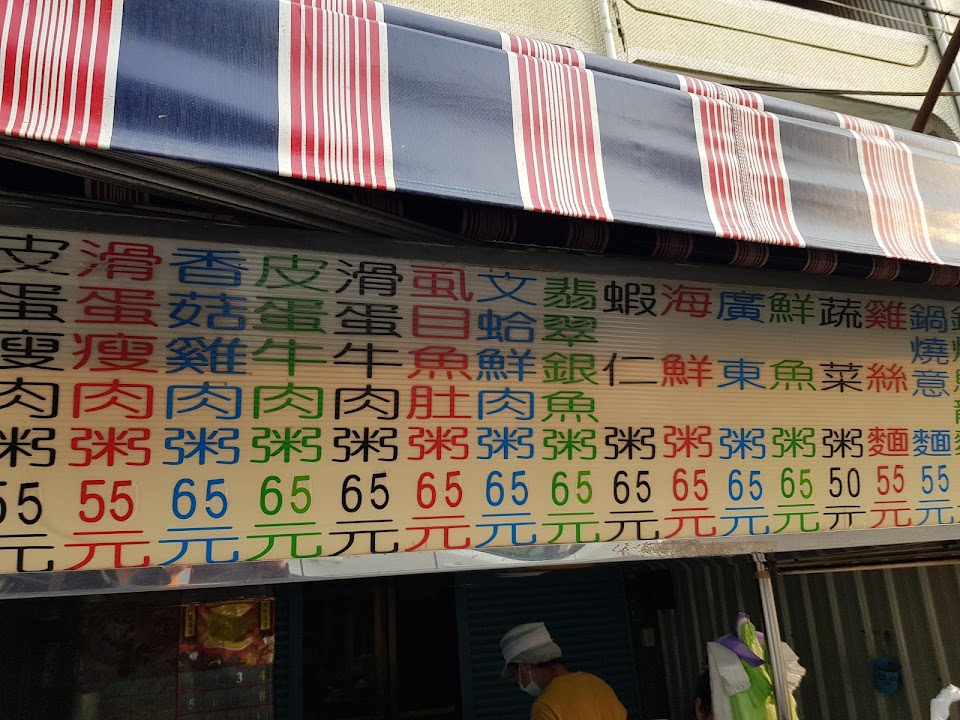 皮蛋瘦肉粥55元
滑蛋瘦肉粥55元
香菇雞肉粥65元
皮蛋牛肉粥65元
滑蛋牛肉粥65元
虱目魚肚粥65元
文蛤鮮肉粥65元
翡翠銀魚粥65元
蝦仁粥65元
海鮮粥65元
廣東粥65元
鮮魚粥65元
蔬菜粥50元
雞絲麵55元
鍋燒意麵55元